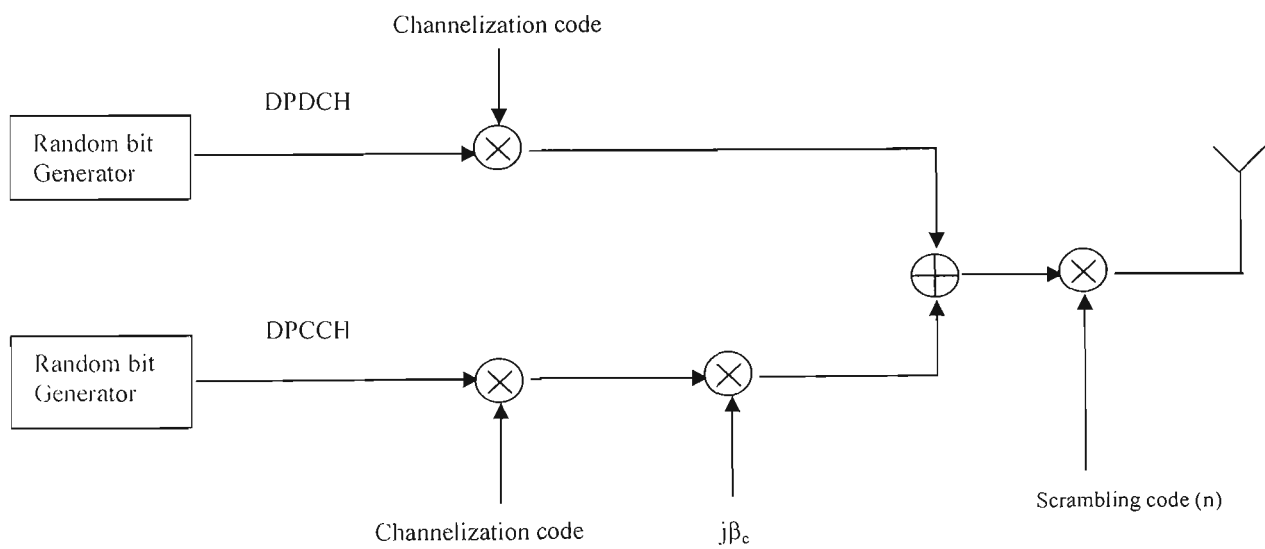 Channelization code
DPDCH
Random bit
Generator
DPCCH
Random bit
Generator
Scrambling code (n)
Channelization code
jβc